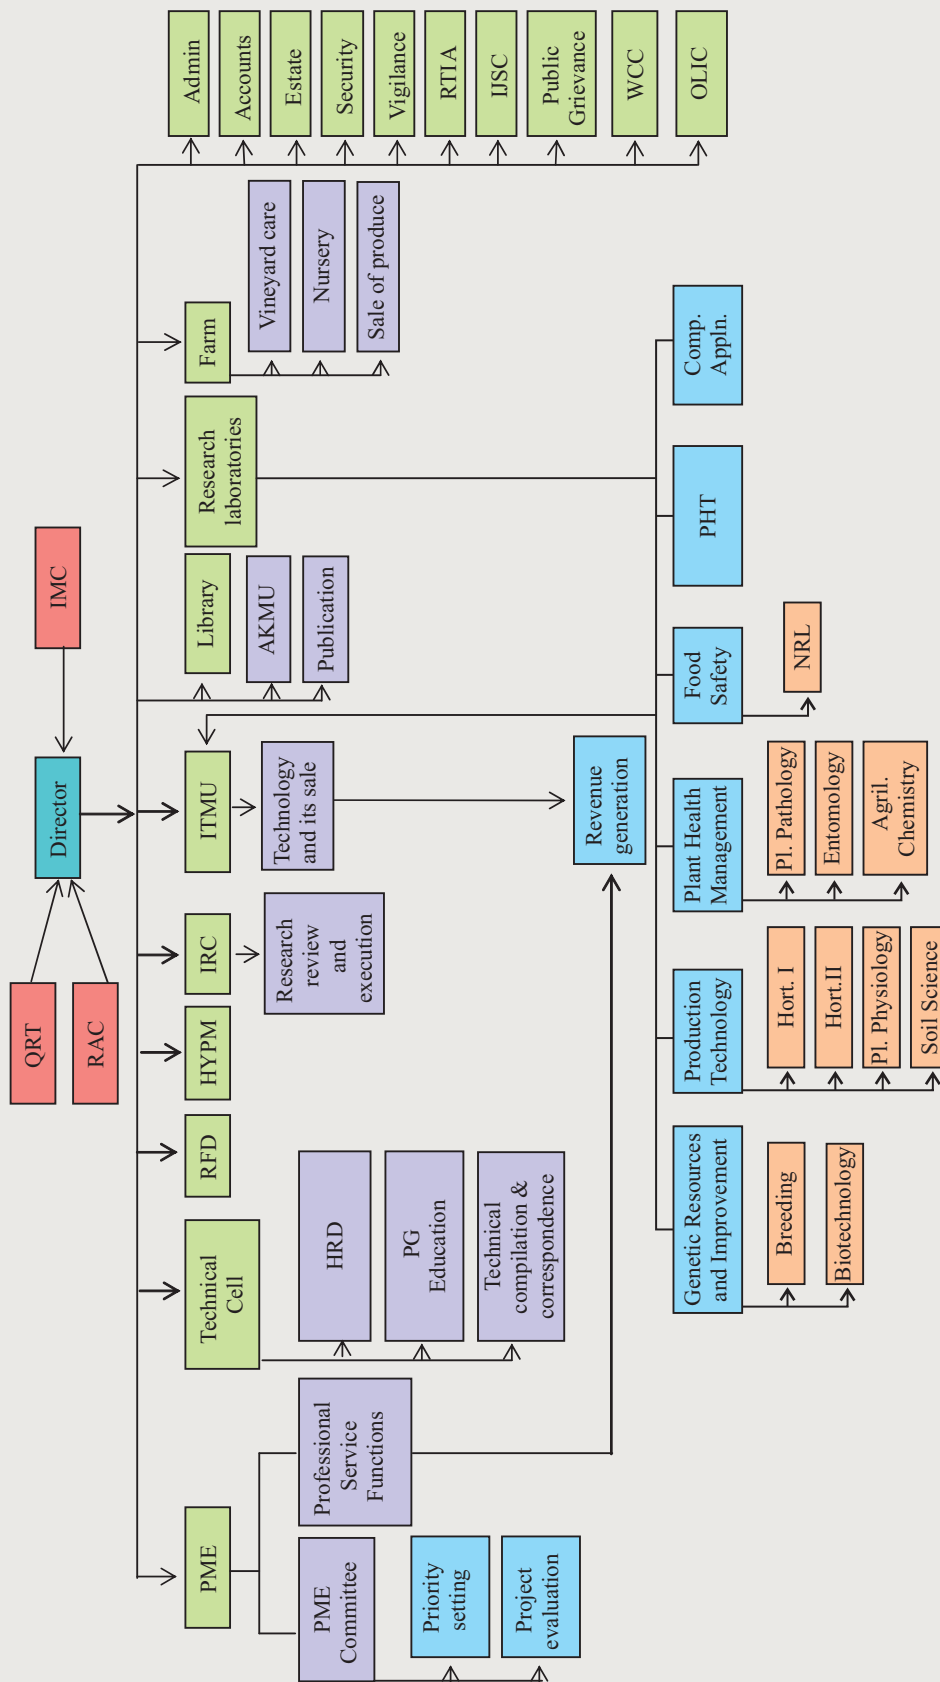 QRT
RAC
Director
IMC
PME
Technical
Cell
RFD
HYPM
IRC
ITMU
Library
Research
laboratories
Farm
Admin
Accounts
Estate
Security
Vigilance
RTIA
IJSC
Public
Grievance
WCC
OLIC
PME
Committee
Professional
Service
Functions
Priority
setting
Project
evaluation
HRD
PG
Education
Technical
compilation &
correspondence
Research
review
and
execution
Technology
and its sale
AKMU
Publication
Vineyard care
Nursery
Sale of produce
Revenue
generation
Genetic Resources
and Improvement
Production
Technology
Plant Health
Management
Food
Safety
PHT
Comp.
Appln.
Breeding
Biotechnology
Hort. I
Hort.II
Pl. Physiology
Soil Science
Pl. Pathology
Entomology
Agril.
Chemistry
NRL